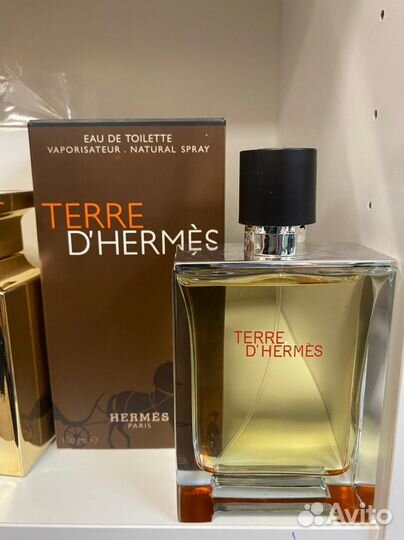 EAU DE TOILETTE
VAPORISATEUR . NATURAL SPRAY
TERRE
D'HERMÈS
HERMÈS
PARIS
100 ML ℮
TERRE
D'HERMÈS
Avito